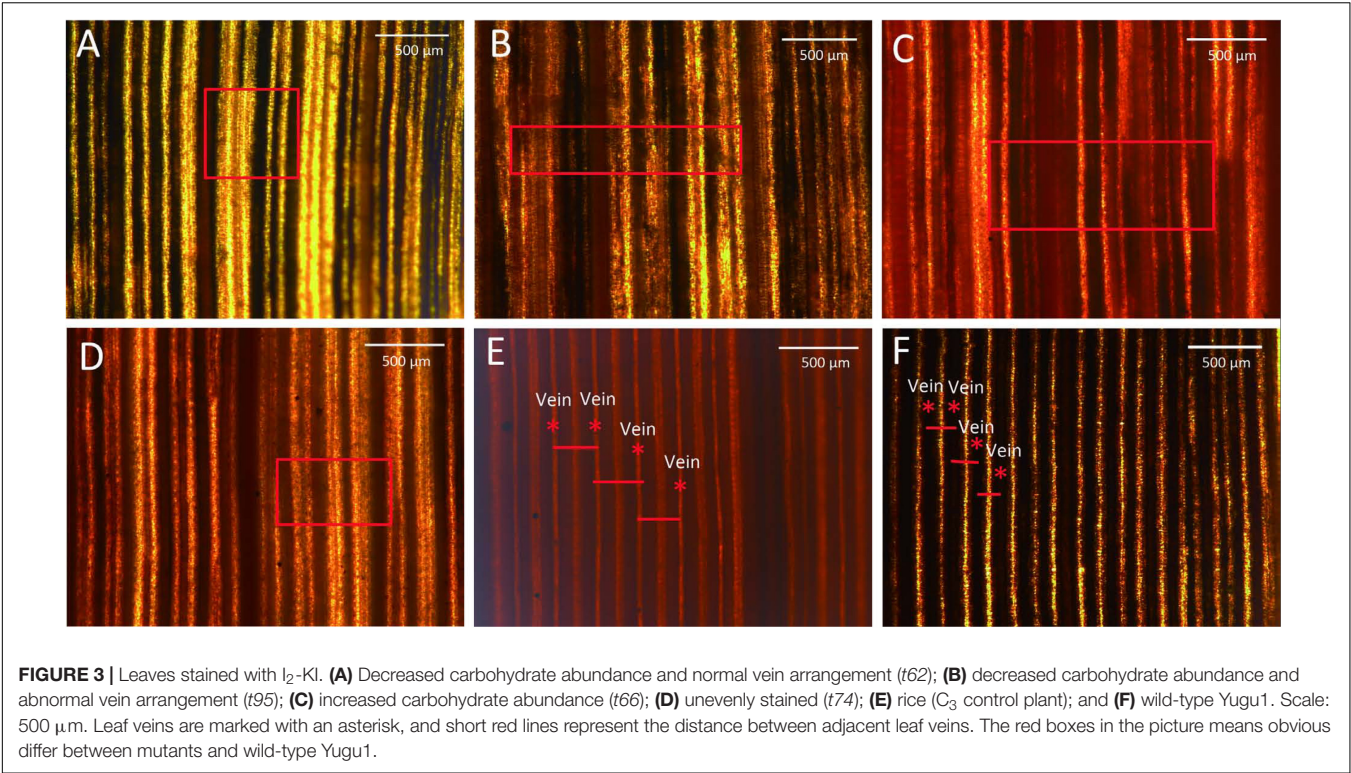 A
500 μm
B
500 μm
C
500 μm
D
500 μm
E
500 μm
Vein Vein
Vein
Vein
F
500 μm
Vein Vein
Vein
Vein
FIGURE 3 | Leaves stained with I₂-KI. (A) Decreased carbohydrate abundance and normal vein arrangement (t62); (B) decreased carbohydrate abundance and
abnormal vein arrangement (t95); (C) increased carbohydrate abundance (t66); (D) unevenly stained (t74); (E) rice (C₃ control plant); and (F) wild-type Yugu1. Scale:
500 μm. Leaf veins are marked with an asterisk, and short red lines represent the distance between adjacent leaf veins. The red boxes in the picture means obvious
differ between mutants and wild-type Yugu1.